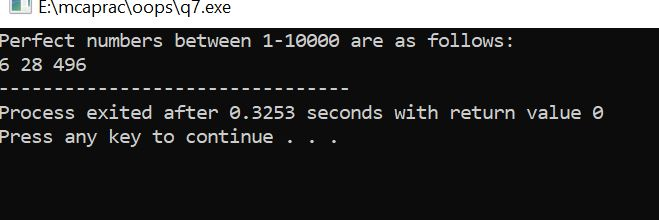 E:\mcaprac\oops\q7.exe
Perfect numbers between 1-10000 are as follows:
6 28 496
--------------------------------
Process exited after 0.3253 seconds with return value 0
Press any key to continue . . .